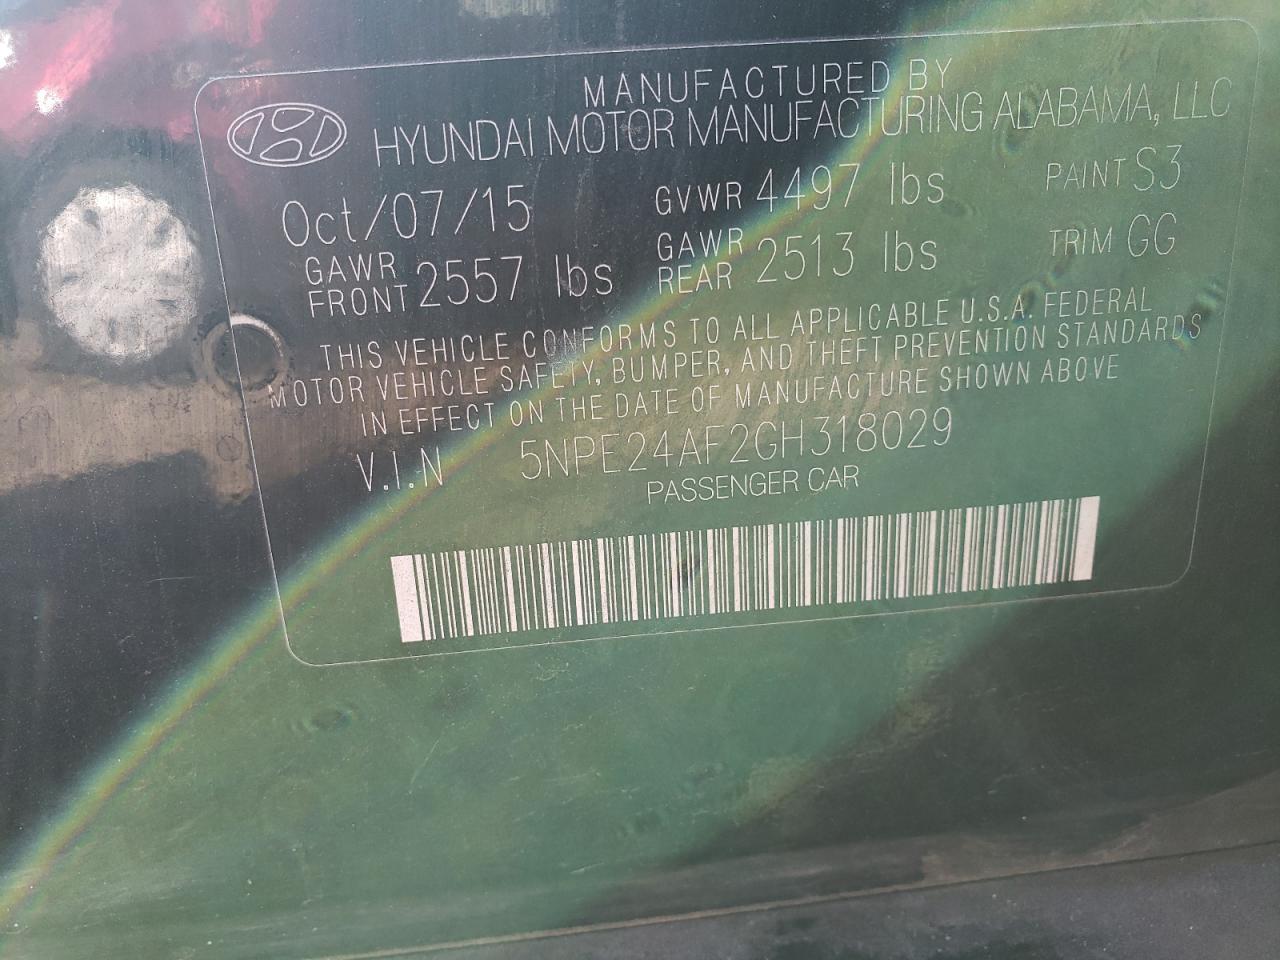 MANUFACTURED BY
HYUNDAI MOTOR MANUFACTURING ALABAMA, LLC
Oct/07/15 GVWR 4497 lbs PAINT S3
GAWR FRONT 2557 lbs GAWR REAR 2513 lbs TRIM GG
THIS VEHICLE CONFORMS TO ALL APPLICABLE U.S.A. FEDERAL
MOTOR VEHICLE SAFETY, BUMPER, AND THEFT PREVENTION STANDARDS
IN EFFECT ON THE DATE OF MANUFACTURE SHOWN ABOVE
V.I.N 5NPE24AF2GH318029
PASSENGER CAR